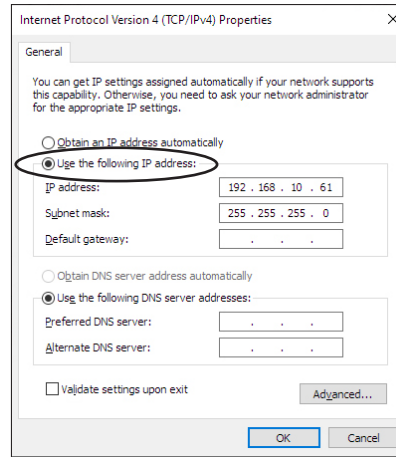 Internet Protocol Version 4 (TCP/IPv4) Properties
General
You can get IP settings assigned automatically if your network supports
this capability. Otherwise, you need to ask your network administrator
for the appropriate IP settings.
Obtain an IP address automatically
Use the following IP address:
IP address: 192 . 168 . 10 . 61
Subnet mask: 255 . 255 . 255 . 0
Default gateway: . . .
Obtain DNS server address automatically
Use the following DNS server addresses:
Preferred DNS server: . . .
Alternate DNS server: . . .
Validate settings upon exit
Advanced...
OK Cancel